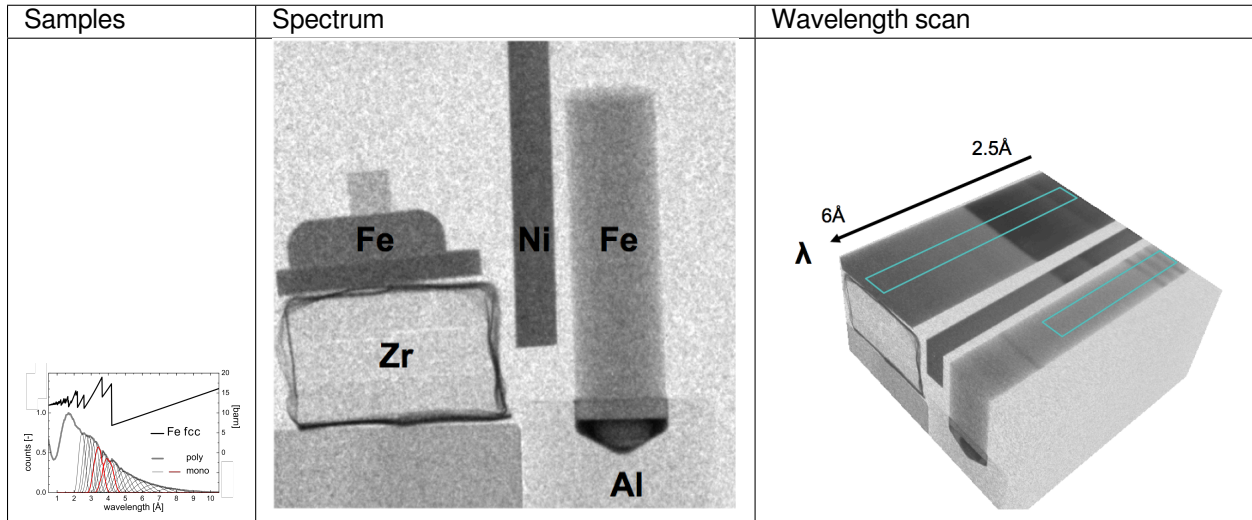 Samples
Spectrum
Wavelength scan
Fe
Ni
Fe
Zr
Al
2.5Å
6Å
λ
20
15
10
5
0
[barn]
1.0
0.5
0.0
counts [-]
Fe fcc
poly
mono
1 2 3 4 5 6 7 8 9 10
wavelength [Å]